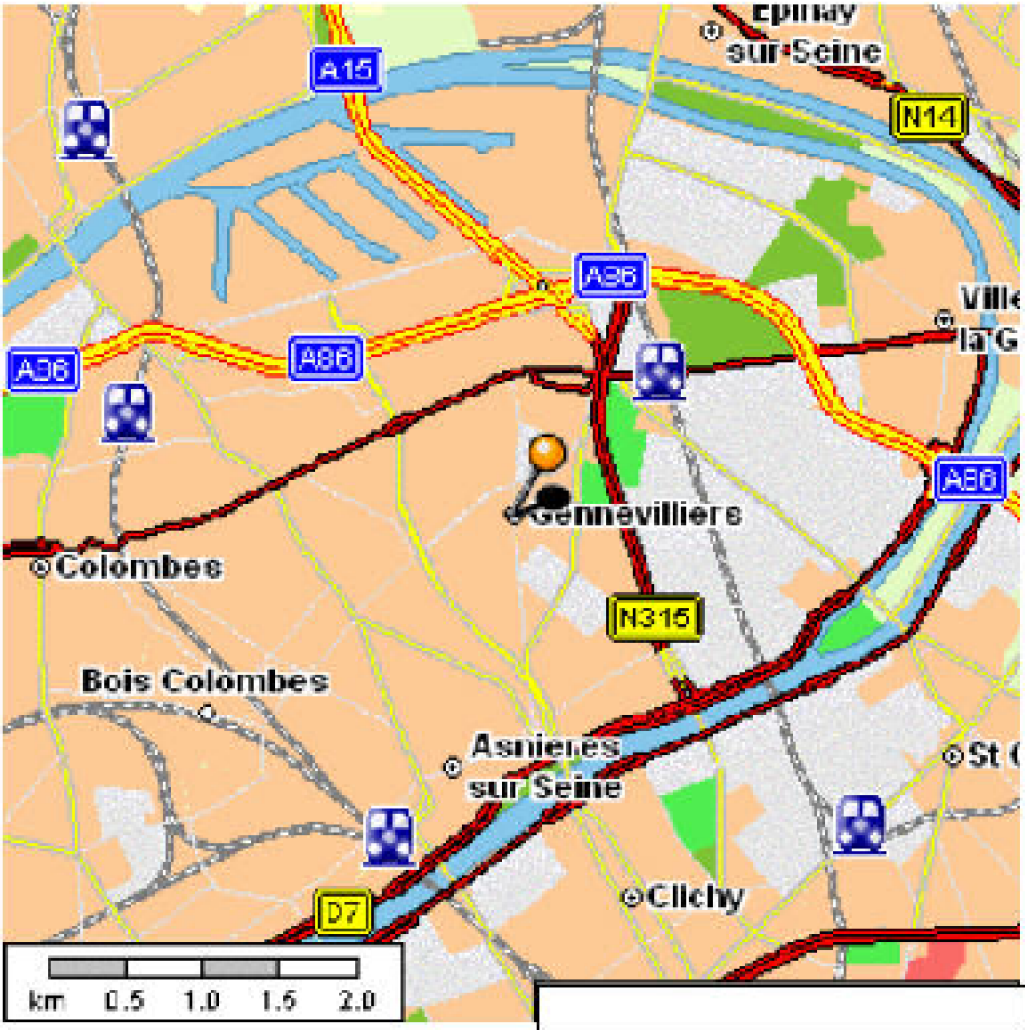 Epinay
sur Seine
A15
N14
A86
Ville
la G
A86
A86
A86
Gennevilliers
Colombes
N315
Bois Colombes
Asnieres
sur Seine
St
Clichy
D7
km 0.5 1.0 1.5 2.0